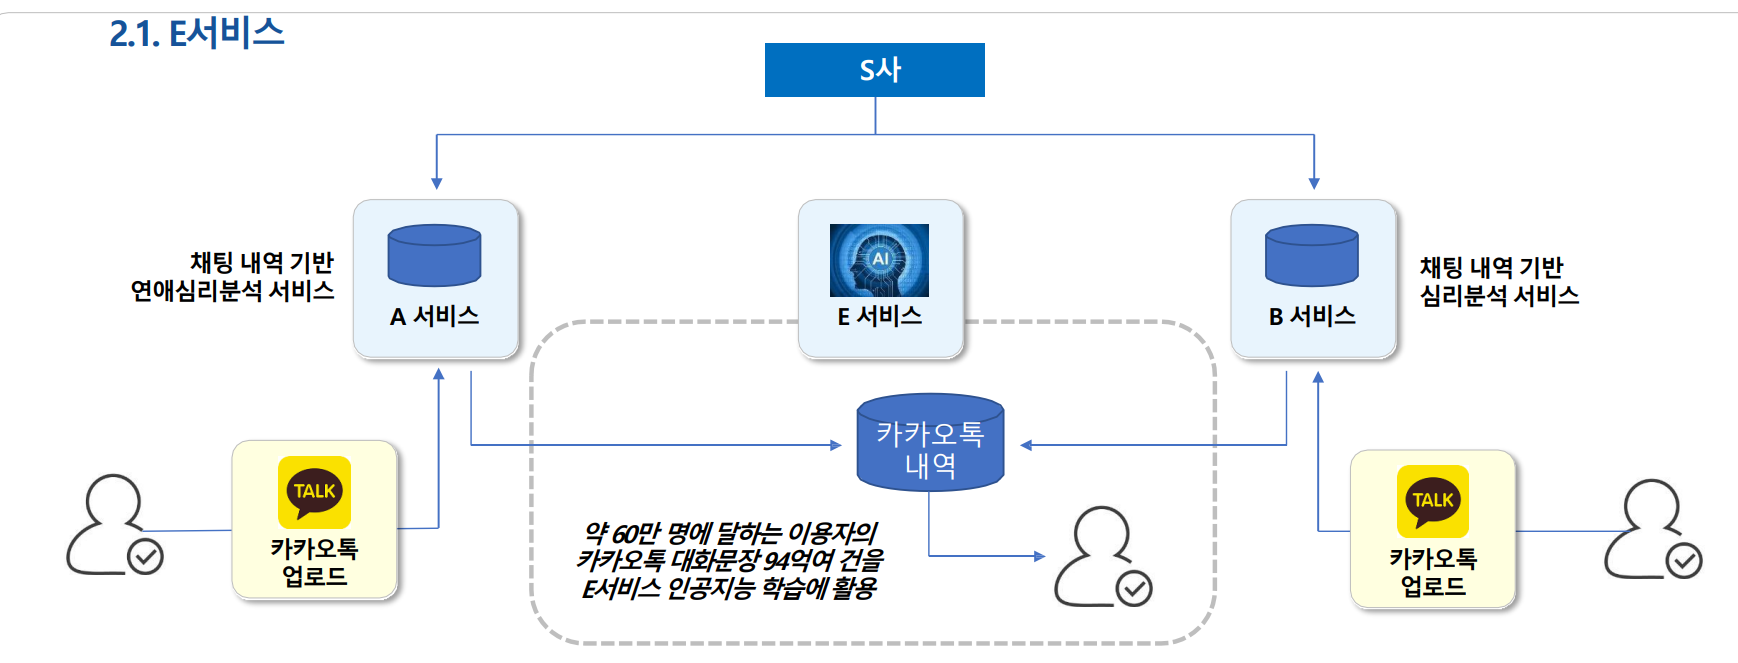 2.1. E서비스
S사
채팅 내역 기반
연애심리분석 서비스
A 서비스
AI
E 서비스
B 서비스
채팅 내역 기반
심리분석 서비스
카카오톡
내역
TALK
카카오톡
업로드
약 60만 명에 달하는 이용자의
카카오톡 대화문장 94억여 건을
E서비스 인공지능 학습에 활용
TALK
카카오톡
업로드